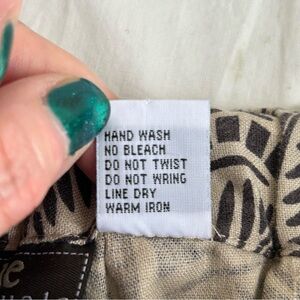 HAND WASH
NO BLEACH
DO NOT TWIST
DO NOT WRING
LINE DRY
WARM IRON